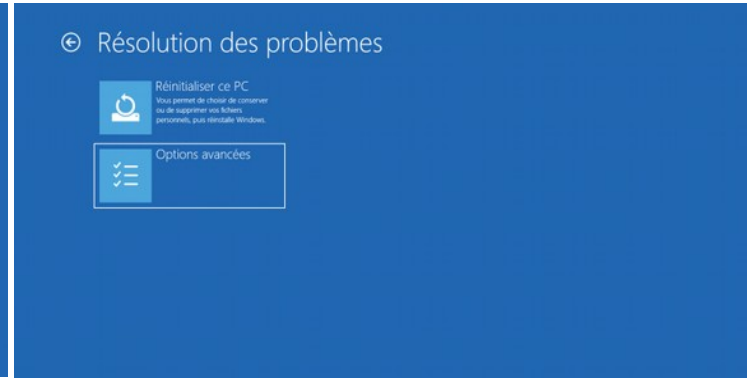 Résolution des problèmes
Réinitialiser ce PC
Vous permet de choisir de conserver
ou de supprimer vos fichiers
personnels, puis réinstalle Windows.
Options avancées